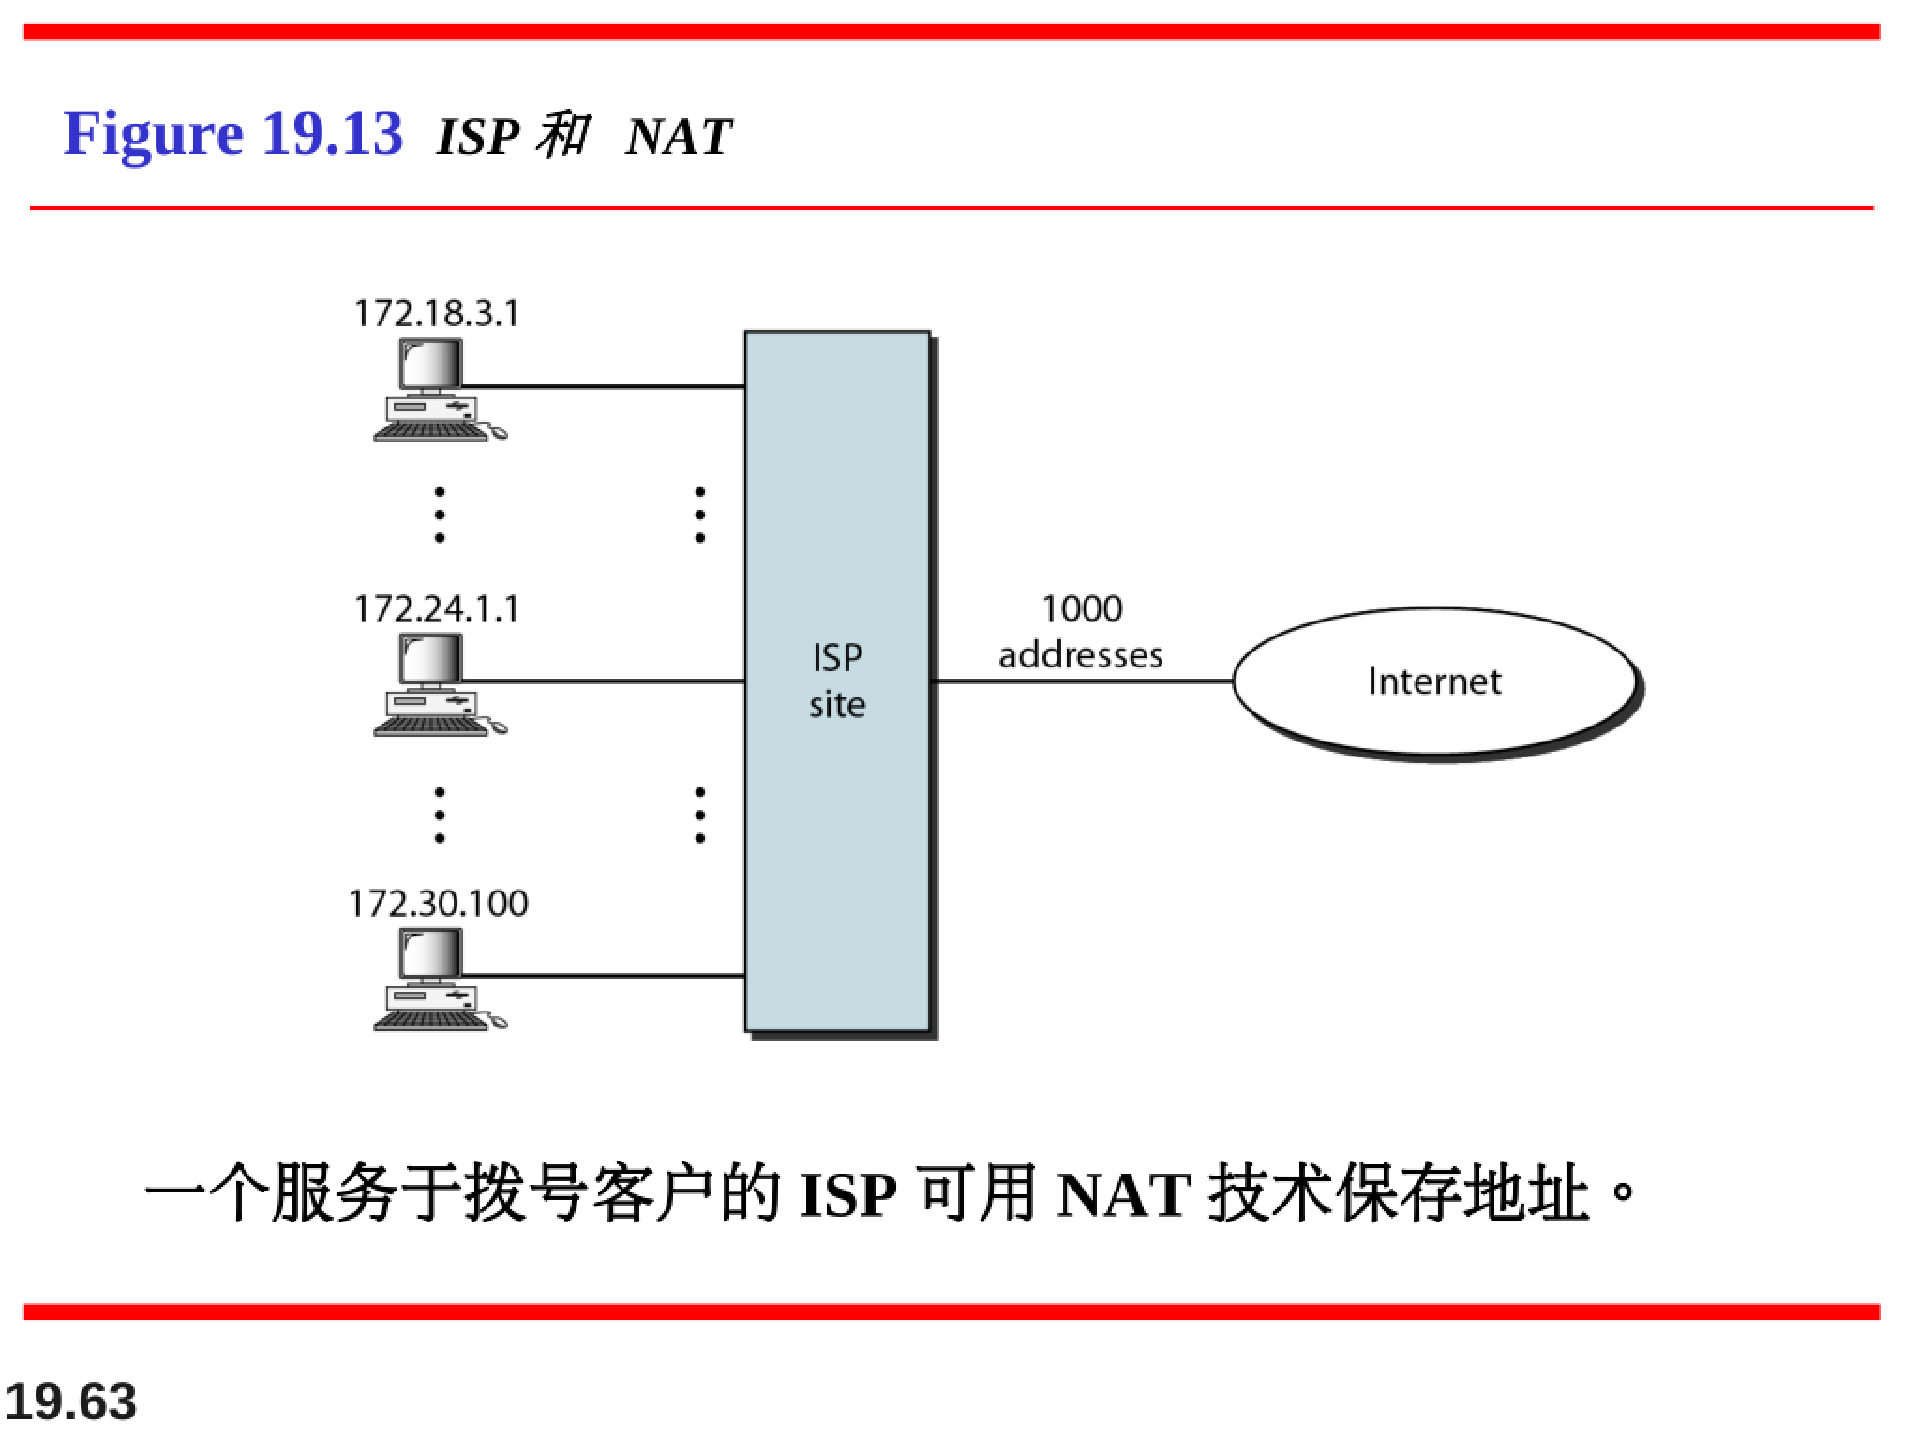 Figure 19.13 ISP 和 NAT
172.18.3.1
172.24.1.1
172.30.100
ISP
site
1000
addresses
Internet
一个服务于拨号客户的 ISP 可用 NAT 技术保存地址。
19.63